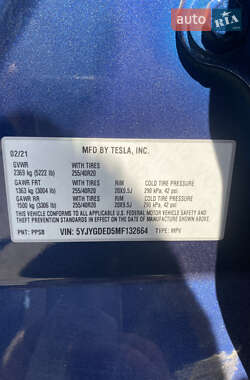 RIA
02/21 MFD BY TESLA, INC.
GVWR WITH TIRES
2369 kg (5222 lb) 255/40R20
GAWR FRT WITH TIRES RIM COLD TIRE PRESSURE
1363 kg (3004 lb) 255/40R20 20X9.5J 290 kPa, 42 psi
GAWR RR WITH TIRES RIM COLD TIRE PRESSURE
1500 kg (3306 lb) 255/40R20 20X9.5J 290 kPa, 42 psi
THIS VEHICLE CONFORMS TO ALL APPLICABLE FEDERAL MOTOR VEHICLE
SAFETY, BUMPER, AND THEFT PREVENTION STANDARDS IN EFFECT ON THE
DATE OF MANUFACTURE SHOWN ABOVE.
PNT: PPSB VIN: 5YJYGDED5MF132664 TYPE: MPV